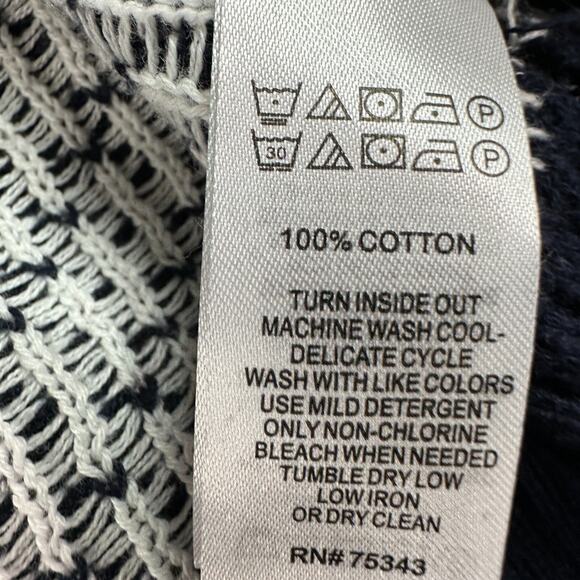 P
30 P
100% COTTON
TURN INSIDE OUT
MACHINE WASH COOL-
DELICATE CYCLE
WASH WITH LIKE COLORS
USE MILD DETERGENT
ONLY NON-CHLORINE
BLEACH WHEN NEEDED
TUMBLE DRY LOW
LOW IRON
OR DRY CLEAN
RN# 75343